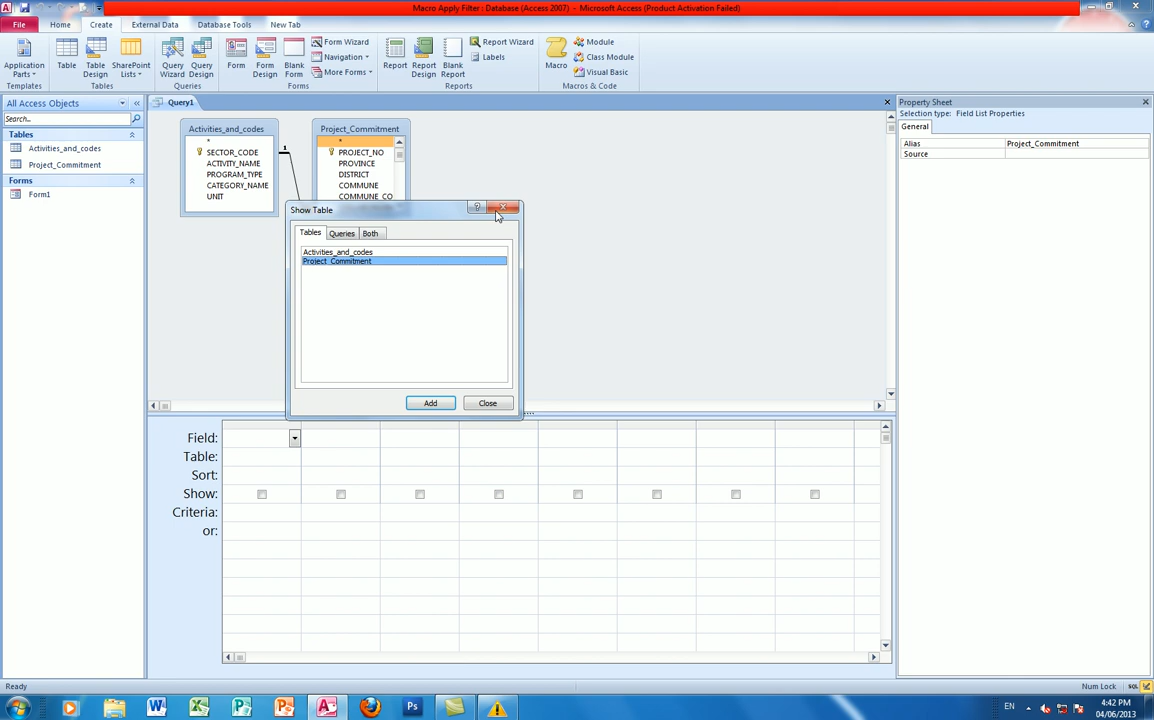 Macro Apply Filter : Database (Access 2007) - Microsoft Access (Product Activation Failed)
File Home Create External Data Database Tools New Tab
Application Parts Table Table Design SharePoint Lists Query Wizard Query Design Form Form Design Blank Form Form Wizard Navigation More Forms Report Report Design Blank Report Report Wizard Labels Macro Module Class Module Visual Basic
Templates Tables Queries Forms Reports Macros & Code
All Access Objects
Search...
Tables
Activities_and_codes
Project_Commitment
Forms
Form1
Query1
Activities_and_codes
*
SECTOR_CODE
ACTIVITY_NAME
PROGRAM_TYPE
CATEGORY_NAME
UNIT
1
Project_Commitment
*
PROJECT_NO
PROVINCE
DISTRICT
COMMUNE
COMMUNE_CO
Show Table
?
Tables Queries Both
Activities_and_codes
Project_Commitment
Add Close
Field:
Table:
Sort:
Show:
Criteria:
or:
Property Sheet
Selection type: Field List Properties
General
Alias Project_Commitment
Source
Ready
Num Lock
SQL
EN
4:42 PM
04/06/2013